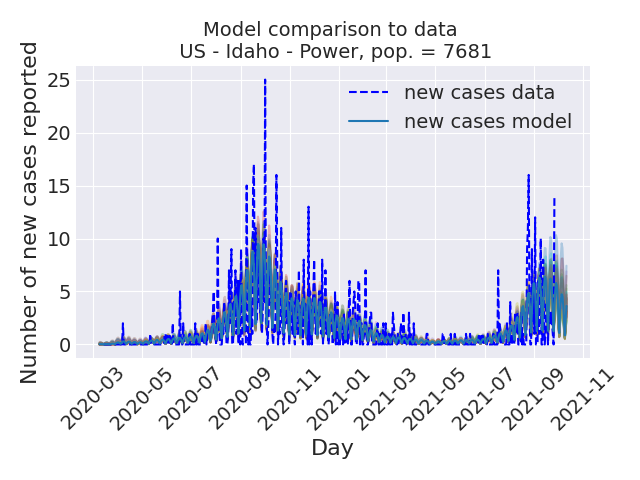 Model comparison to data
US - Idaho - Power, pop. = 7681
Number of new cases reported
25
20
15
10
5
0
new cases data
new cases model
2020-03
2020-05
2020-07
2020-09
2020-11
2021-01
2021-03
2021-05
2021-07
2021-09
2021-11
Day